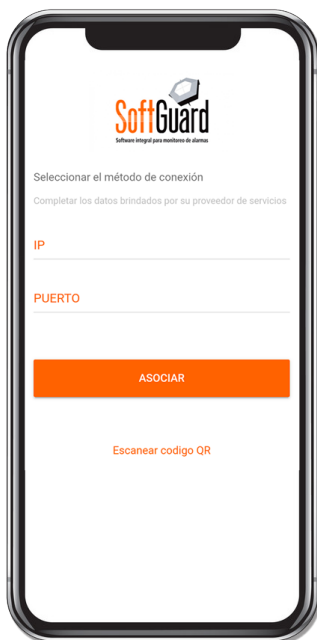 SoftGuard
Software integral para monitoreo de alarmas
Seleccionar el método de conexión
Completar los datos brindados por su proveedor de servicios
IP
PUERTO
ASOCIAR
Escanear codigo QR